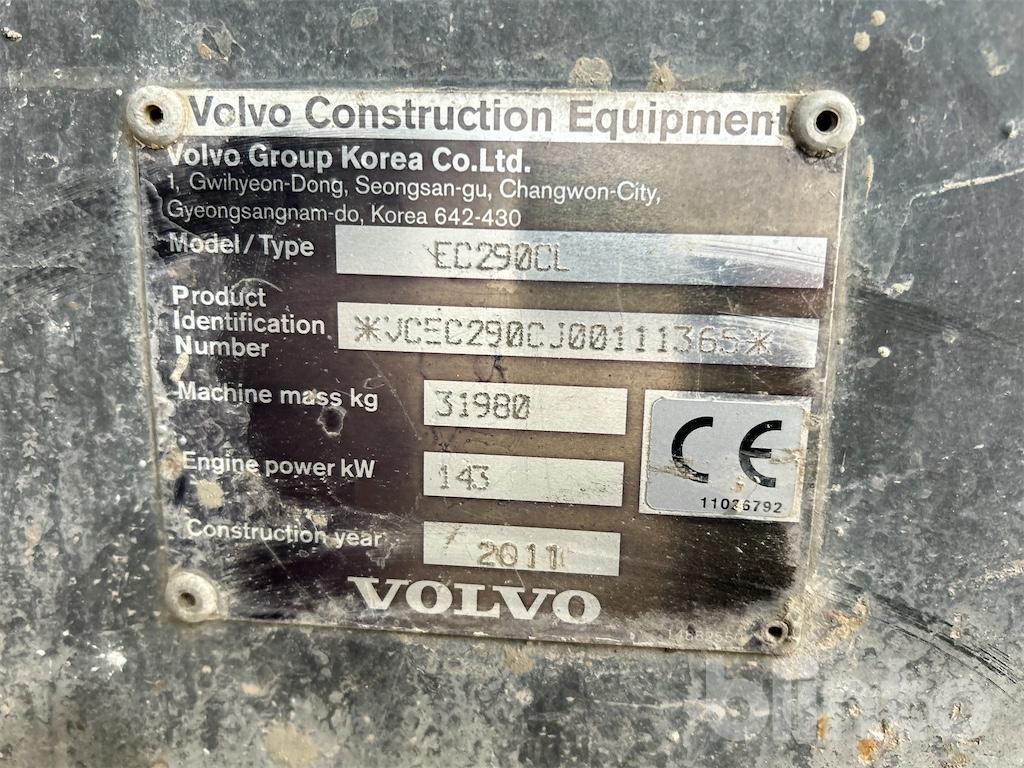 Volvo Construction Equipment
Volvo Group Korea Co.Ltd.
1, Gwihyeon-Dong, Seongsan-gu, Changwon-City,
Gyeongsangnam-do, Korea 642-430
Model/Type EC290CL
Product
Identification *VCEC290CJ00111365*
Number
Machine mass kg 31980
Engine power kW 143
CE
11036792
Construction year 2011
VOLVO
blinto